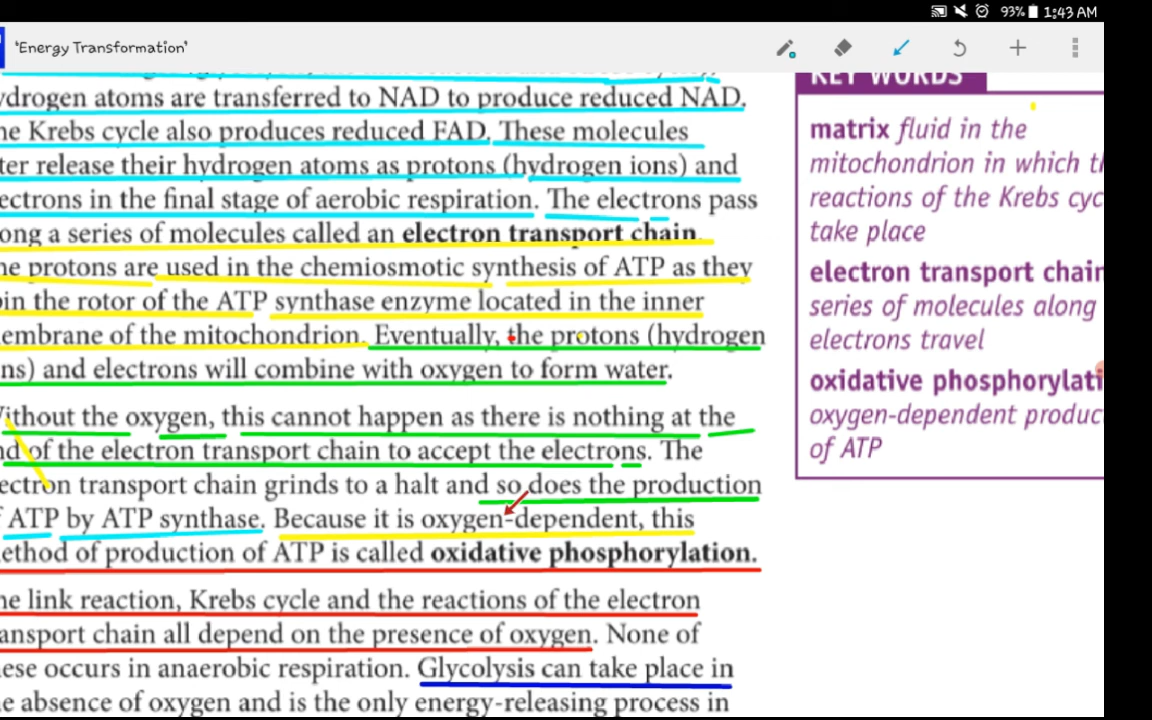 93% 1:43 AM
'Energy Transformation'
ydrogen atoms are transferred to NAD to produce reduced NAD.
he Krebs cycle also produces reduced FAD. These molecules
ter release their hydrogen atoms as protons (hydrogen ions) and
ectrons in the final stage of aerobic respiration. The electrons pass
ong a series of molecules called an electron transport chain.
he protons are used in the chemiosmotic synthesis of ATP as they
oin the rotor of the ATP synthase enzyme located in the inner
embrane of the mitochondrion. Eventually, the protons (hydrogen
ns) and electrons will combine with oxygen to form water.
ithout the oxygen, this cannot happen as there is nothing at the
nd of the electron transport chain to accept the electrons. The
ectron transport chain grinds to a halt and so does the production
f ATP by ATP synthase. Because it is oxygen-dependent, this
ethod of production of ATP is called oxidative phosphorylation.
he link reaction, Krebs cycle and the reactions of the electron
ansport chain all depend on the presence of oxygen. None of
ese occurs in anaerobic respiration. Glycolysis can take place in
e absence of oxygen and is the only energy-releasing process in
KEY WORDS
matrix fluid in the
mitochondrion in which th
reactions of the Krebs cyc
take place
electron transport chain
series of molecules along
electrons travel
oxidative phosphorylati
oxygen-dependent produc
of ATP